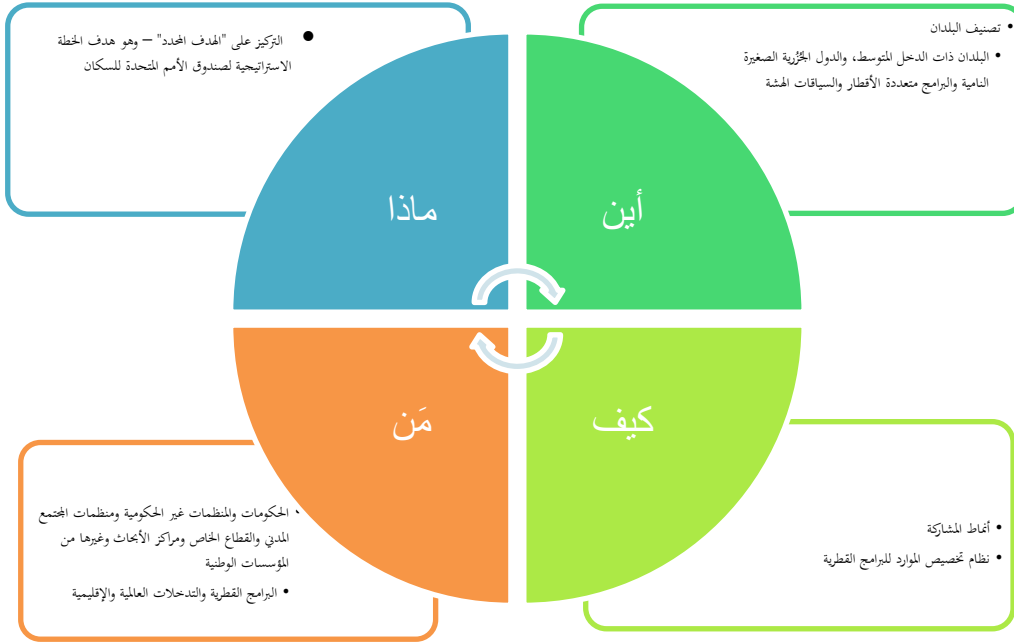 • تصنيف البلدان
• البلدان ذات الدخل المتوسط، والدول الجُزُرية الصغيرة
النامية والبرامج متعددة الأقطار والسياقات الهشة
● التركيز على "الهدف المحدد" – وهو هدف الخطة
الاستراتيجية لصندوق الأمم المتحدة للسكان
أين
ماذا
كيف
مَن
• أنماط المشاركة
• نظام تخصيص الموارد للبرامج القطرية
• الحكومات والمنظمات غير الحكومية ومنظمات المجتمع
المدني والقطاع الخاص ومراكز الأبحاث وغيرها من
المؤسسات الوطنية
• البرامج القطرية والتدخلات العالمية والإقليمية